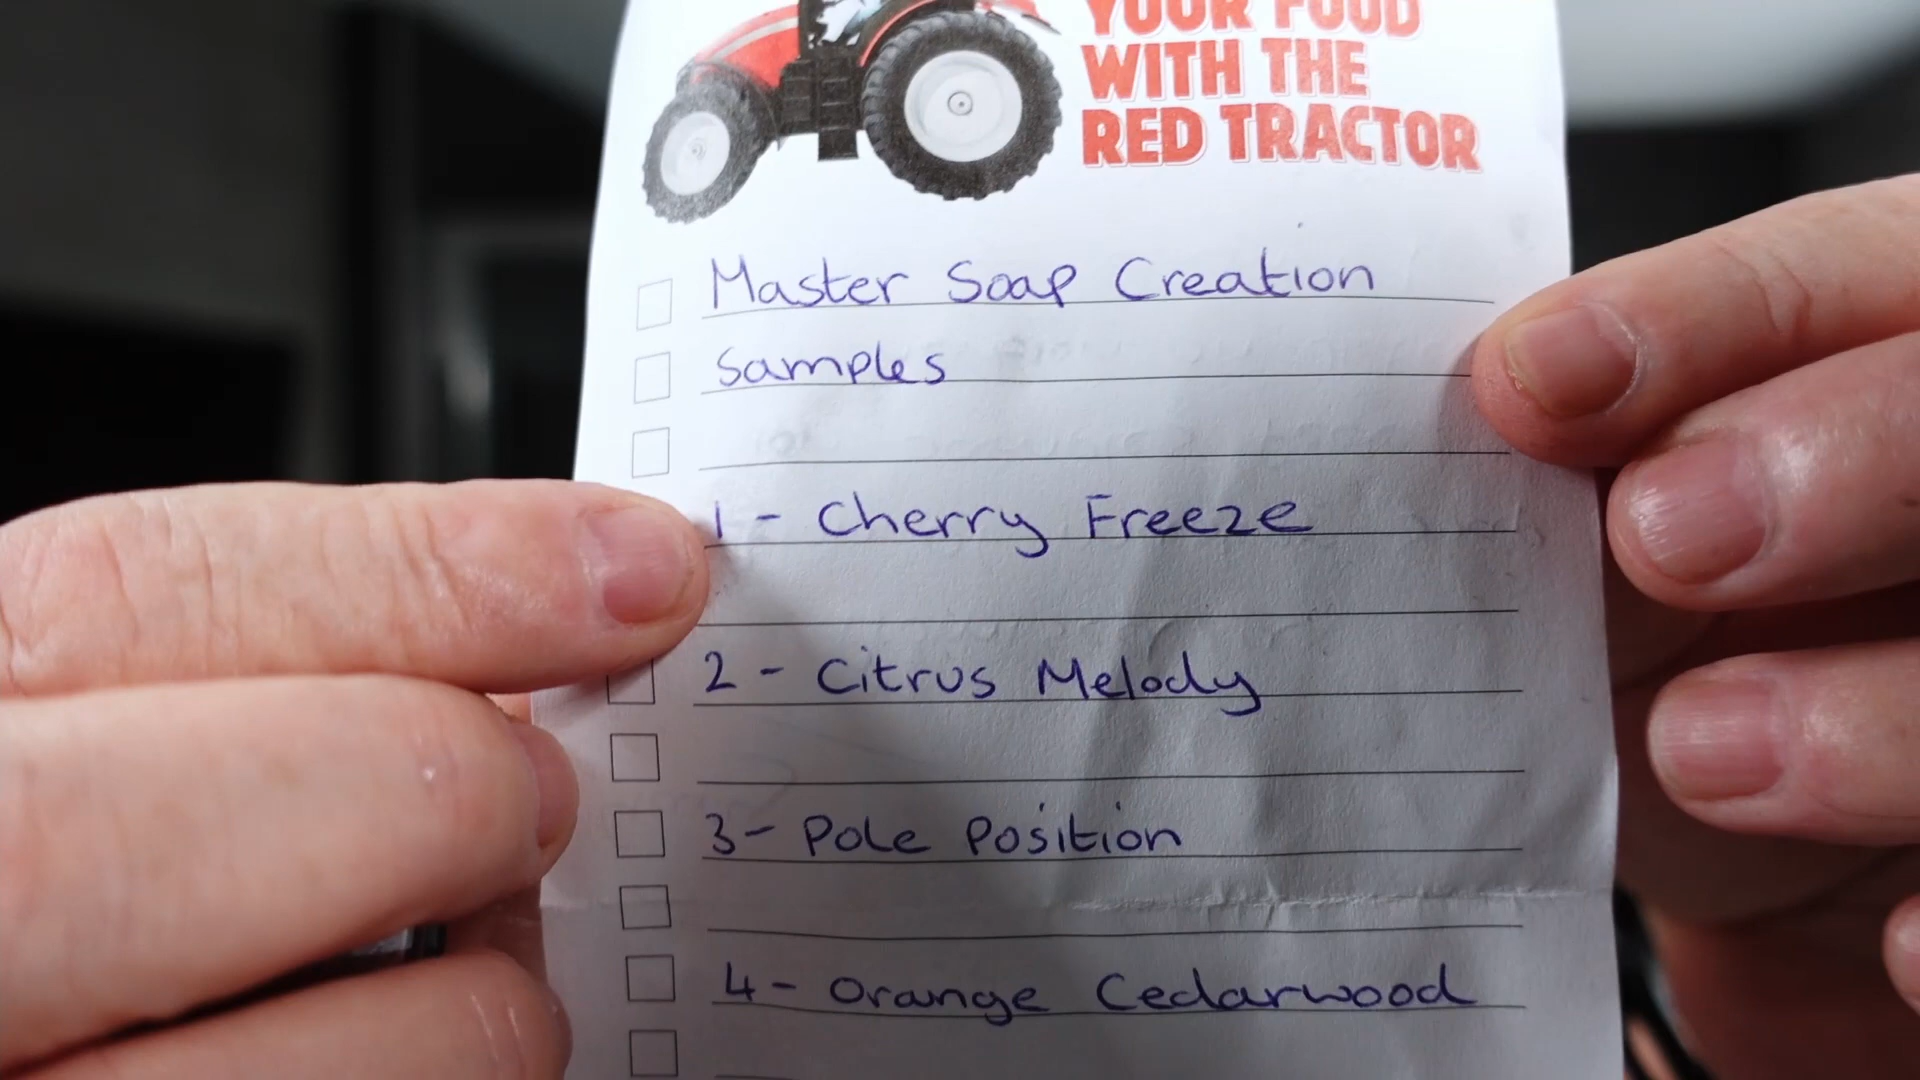 YOUR FOOD
WITH THE
RED TRACTOR
Master Soap Creation
Samples
1 - Cherry Freeze
2 - Citrus Melody
3 - Pole Position
4 - Orange Cedarwood